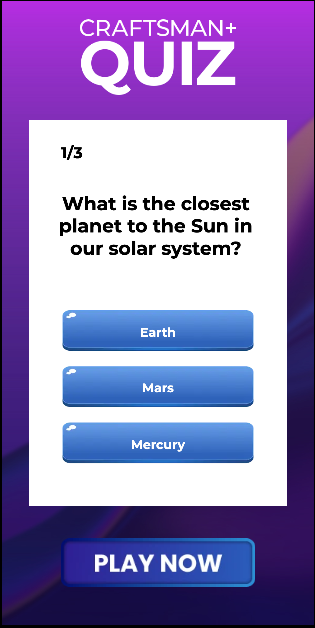 CRAFTSMAN+
QUIZ
1/3
What is the closest
planet to the Sun in
our solar system?
Earth
Mars
Mercury
PLAY NOW